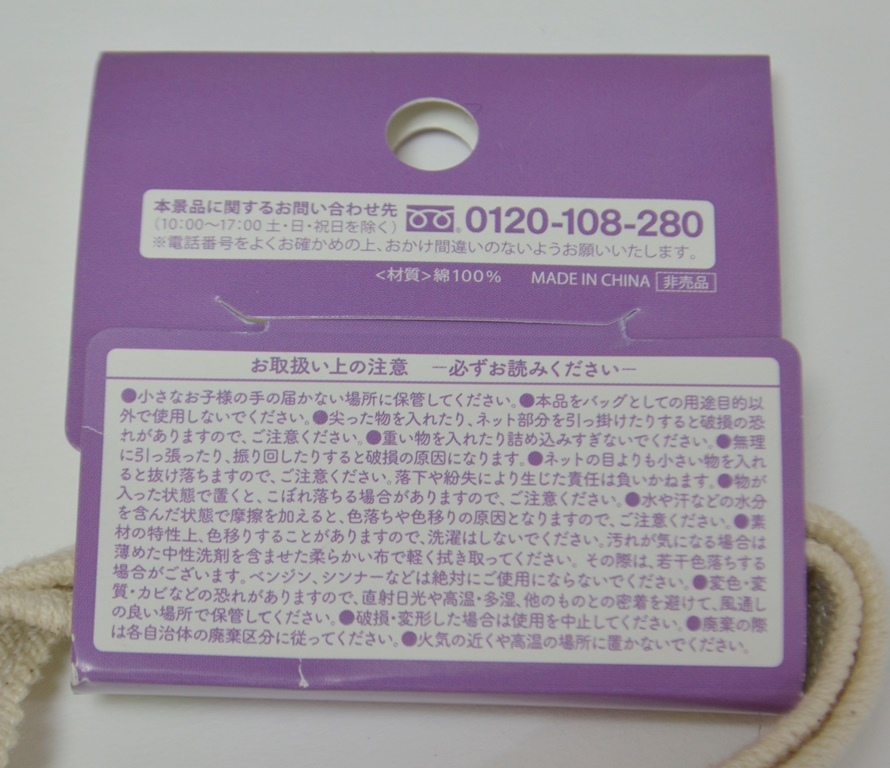 本景品に関するお問い合わせ先 0120-108-280
(10:00〜17:00 土・日・祝日を除く)
※電話番号をよくお確かめの上、おかけ間違いのないようお願いいたします。
<材質>綿100% MADE IN CHINA 非売品
お取扱い上の注意 ―必ずお読みください―
●小さなお子様の手の届かない場所に保管してください。●本品をバッグとしての用途目的以
外で使用しないでください。●尖った物を入れたり、ネット部分を引っ掛けたりすると破損の恐
れがありますので、ご注意ください。●重い物を入れたり詰め込みすぎないでください。●無理
に引っ張ったり、振り回したりすると破損の原因になります。●ネットの目よりも小さい物を入れ
ると抜け落ちますので、ご注意ください。落下や紛失により生じた責任は負いかねます。●物が
入った状態で置くと、こぼれ落ちる場合がありますので、ご注意ください。●水や汗などの水分
を含んだ状態で摩擦を加えると、色落ちや色移りの原因となりますので、ご注意ください。●素
材の特性上、色移りすることがありますので、洗濯はしないでください。汚れが気になる場合は
薄めた中性洗剤を含ませた柔らかい布で軽く拭き取ってください。その際は、若干色落ちする
場合がございます。ベンジン、シンナーなどは絶対にご使用にならないでください。●変色・変
質・カビなどの恐れがありますので、直射日光や高温・多湿、他のものとの密着を避けて、風通し
の良い場所で保管してください。●破損・変形した場合は使用を中止してください。●廃棄の際
は各自治体の廃棄区分に従ってください。●火気の近くや高温の場所に置かないでください。